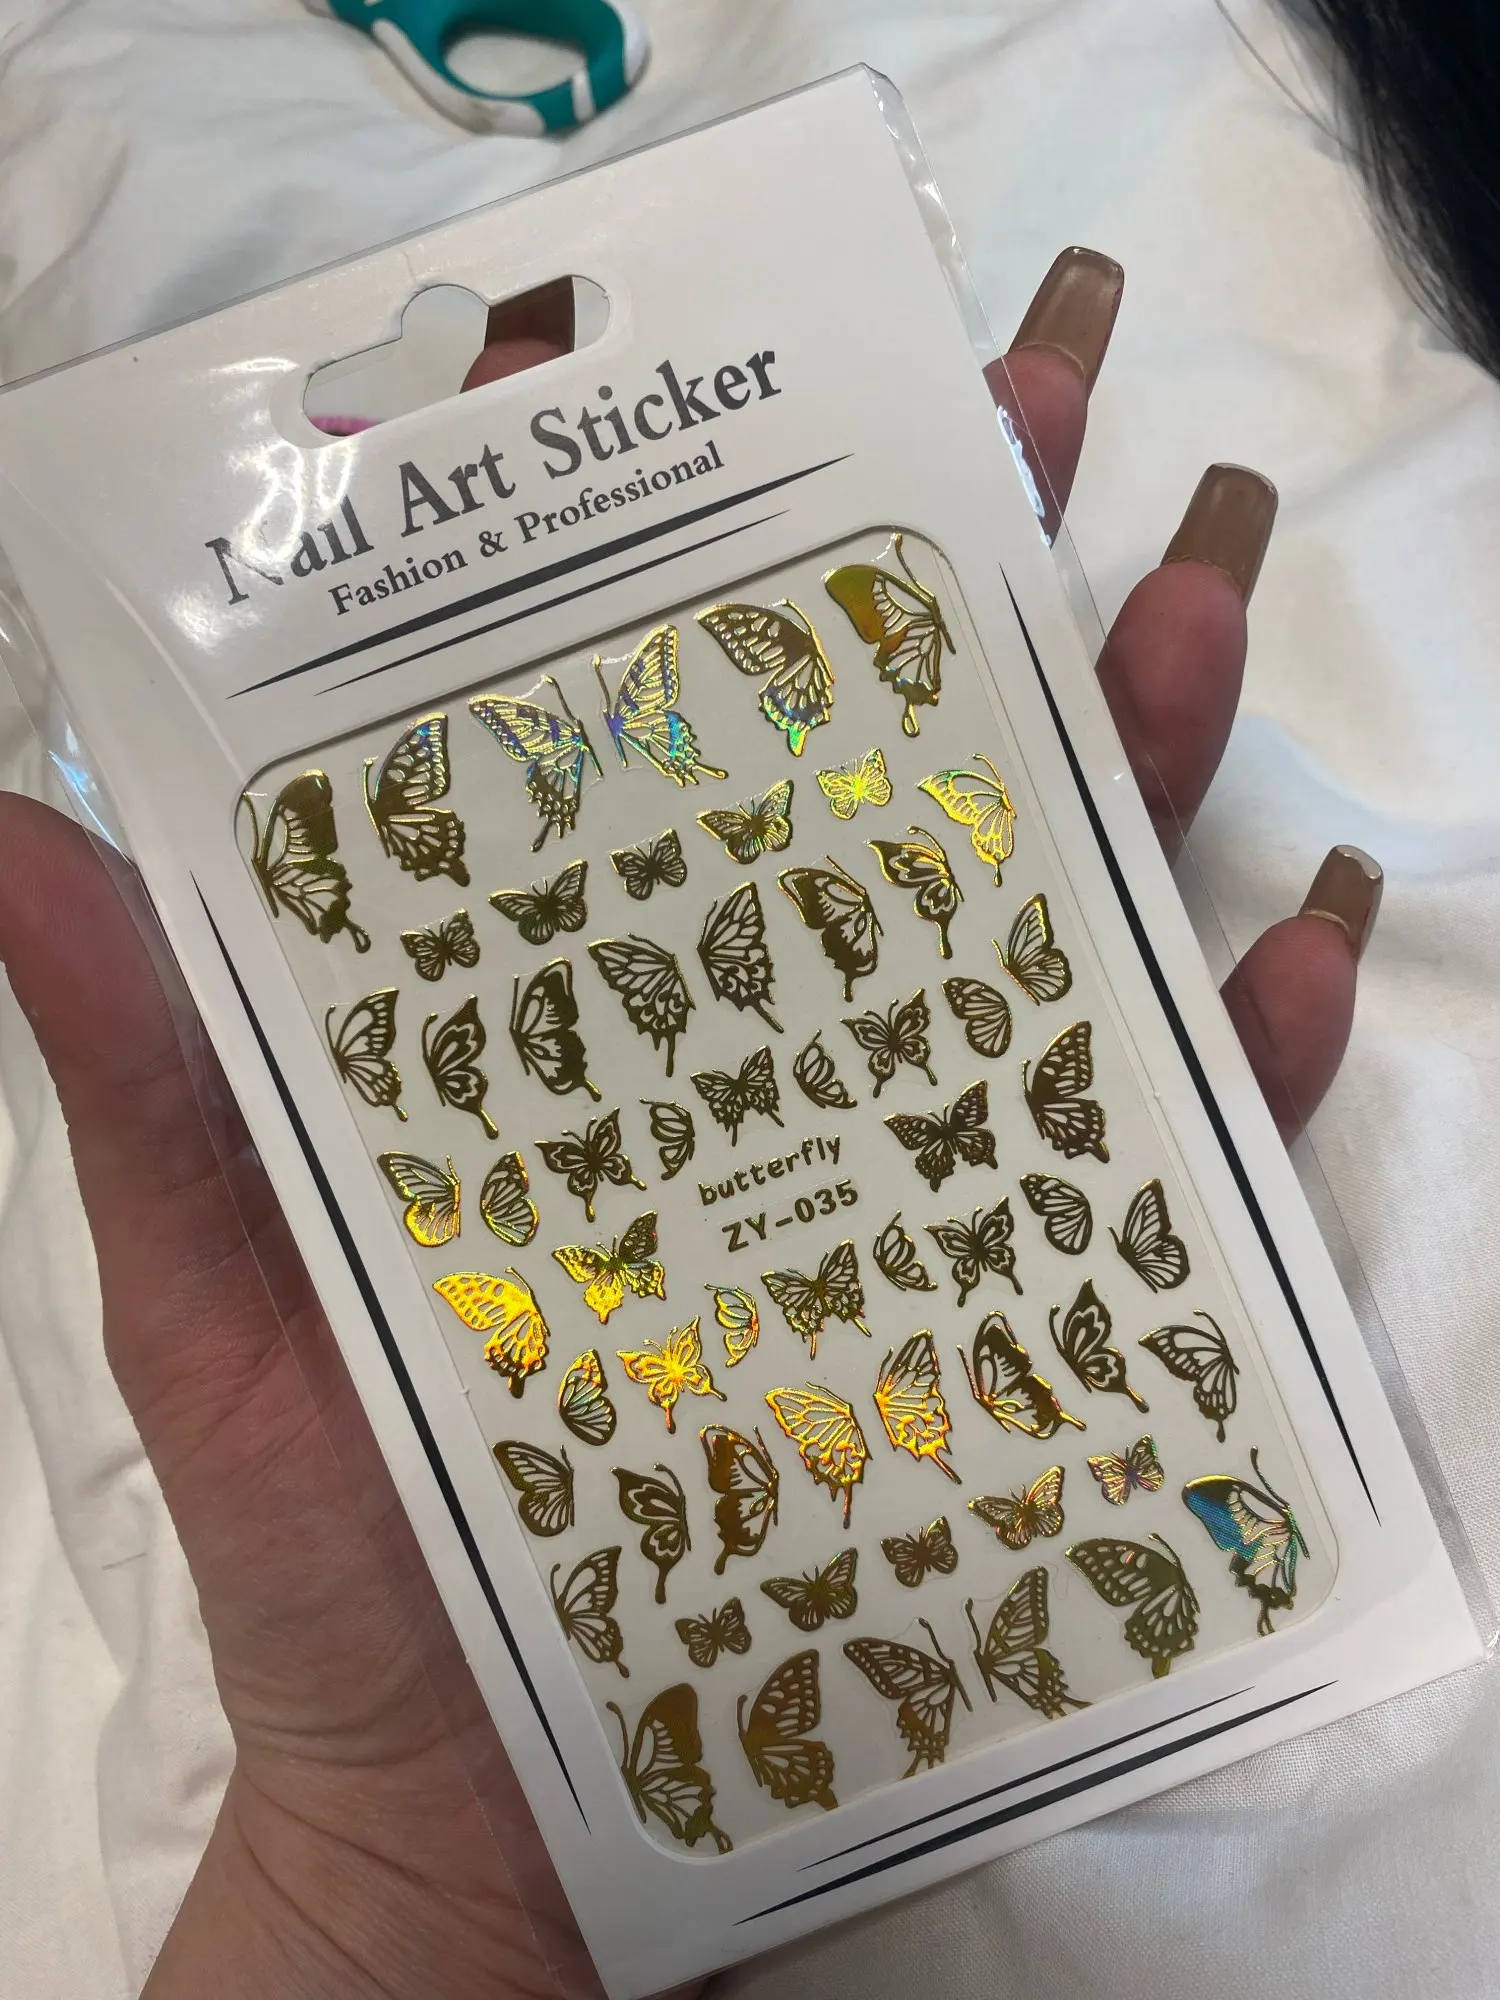 Nail Art Sticker
Fashion & Professional
butterfly
ZY-035